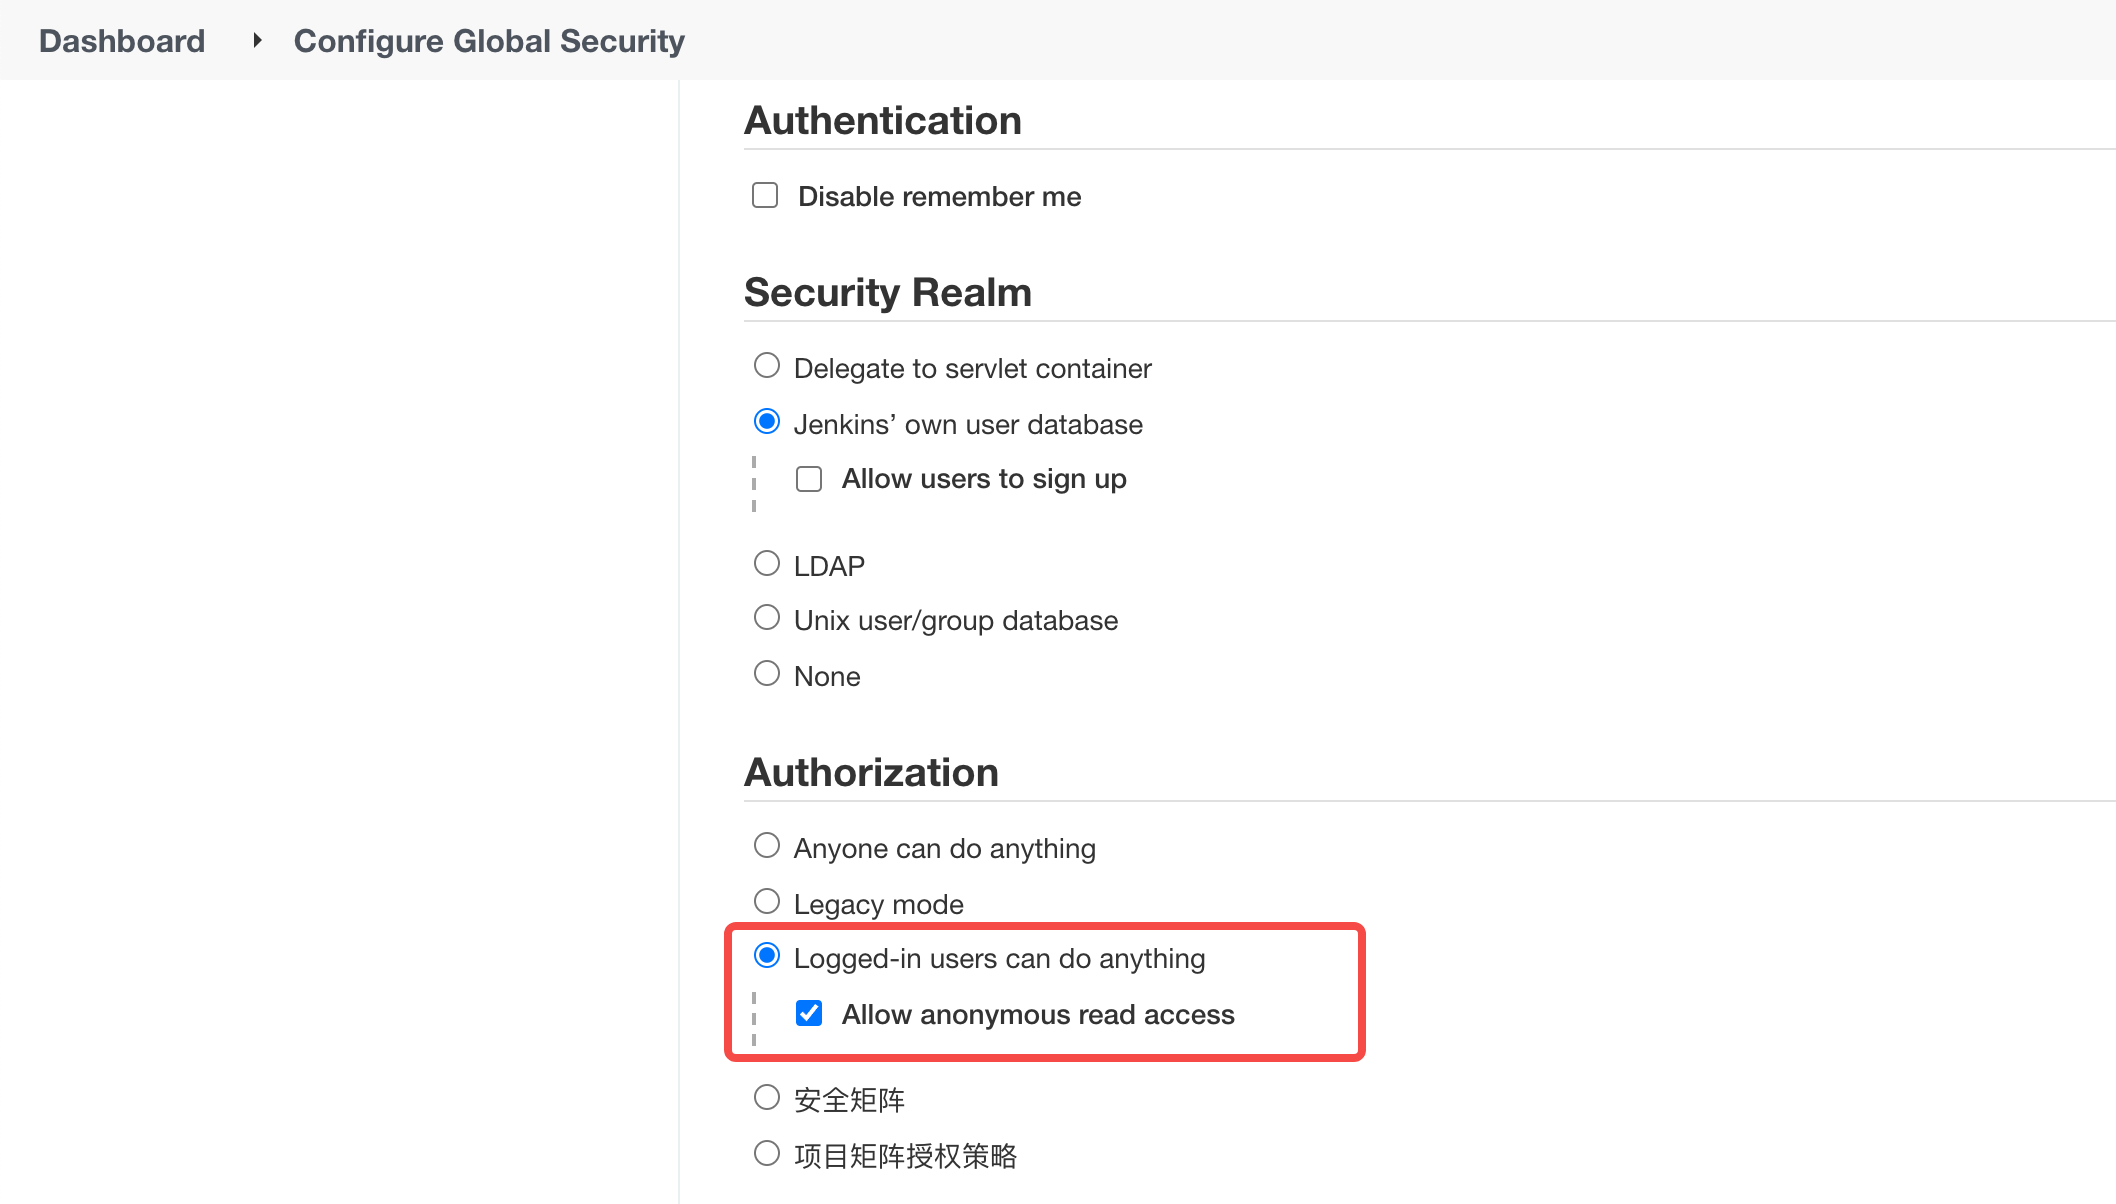 Dashboard Configure Global Security
Authentication
Disable remember me
Security Realm
Delegate to servlet container
Jenkins’ own user database
Allow users to sign up
LDAP
Unix user/group database
None
Authorization
Anyone can do anything
Legacy mode
Logged-in users can do anything
Allow anonymous read access
安全矩阵
项目矩阵授权策略